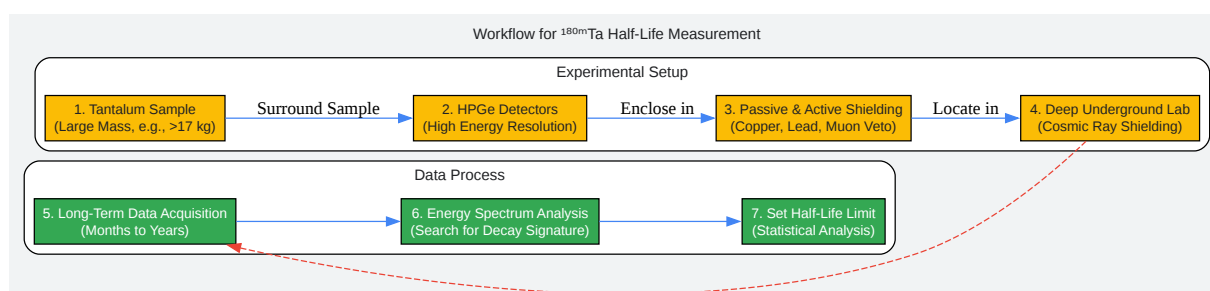 Workflow for ¹⁸⁰ᵐTa Half-Life Measurement
Experimental Setup
1. Tantalum Sample
(Large Mass, e.g., >17 kg)
Surround Sample
2. HPGe Detectors
(High Energy Resolution)
Enclose in
3. Passive & Active Shielding
(Copper, Lead, Muon Veto)
Locate in
4. Deep Underground Lab
(Cosmic Ray Shielding)
Data Process
5. Long-Term Data Acquisition
(Months to Years)
6. Energy Spectrum Analysis
(Search for Decay Signature)
7. Set Half-Life Limit
(Statistical Analysis)